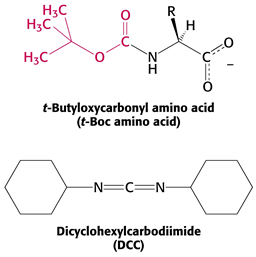 H₃C
H₃C
H₃C
O
O
N
H
R
H
C
O
O
–
t-Butyloxycarbonyl amino acid
(t-Boc amino acid)
N=C=N
Dicyclohexylcarbodiimide
(DCC)